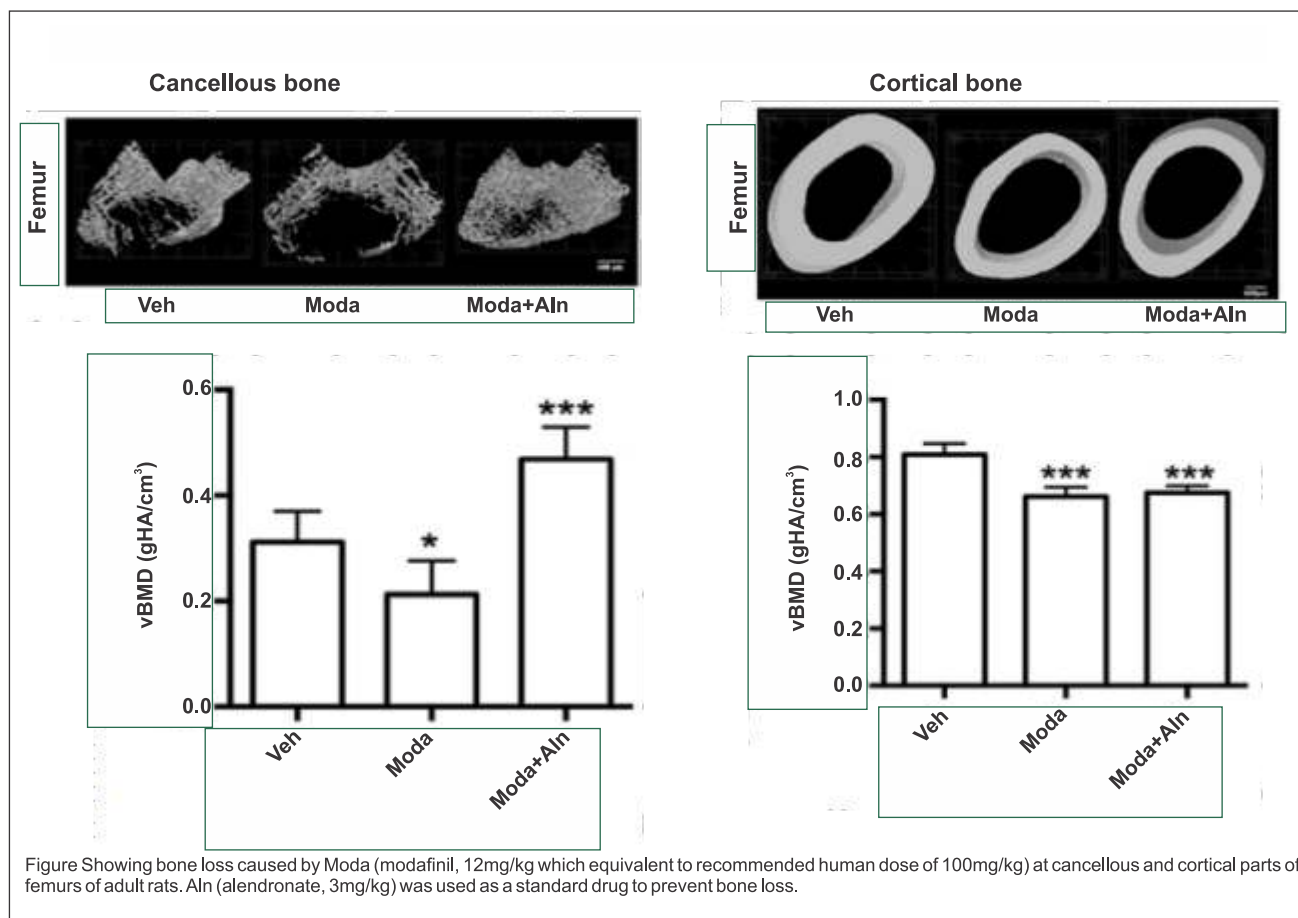 Cancellous bone
Femur
Veh Moda Moda+Aln
vBMD (gHA/cm³)
0.6
0.4
0.2
0.0
***
*
Veh
Moda
Moda+Aln
Cortical bone
Femur
Veh Moda Moda+Aln
vBMD (gHA/cm³)
1.0
0.8
0.6
0.4
0.2
0.0
*** ***
Veh
Moda
Moda+Aln
Figure Showing bone loss caused by Moda (modafinil, 12mg/kg which equivalent to recommended human dose of 100mg/kg) at cancellous and cortical parts of
femurs of adult rats. Aln (alendronate, 3mg/kg) was used as a standard drug to prevent bone loss.